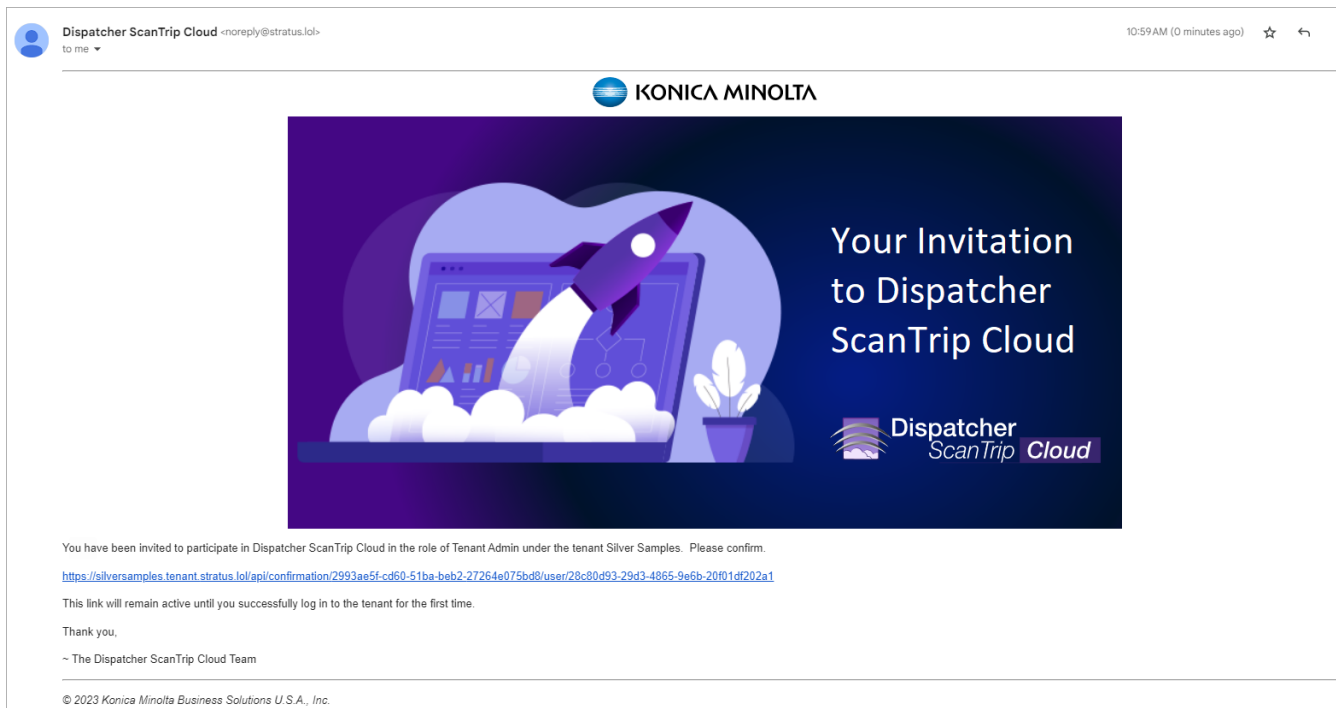 Dispatcher ScanTrip Cloud <noreply@stratus.lol>
10:59 AM (0 minutes ago)
to me
KONICA MINOLTA
Your Invitation
to Dispatcher
ScanTrip Cloud
Dispatcher
ScanTrip Cloud
You have been invited to participate in Dispatcher ScanTrip Cloud in the role of Tenant Admin under the tenant Silver Samples.  Please confirm.
https://silversamples.tenant.stratus.lol/api/confirmation/2993ae5f-cd60-51ba-beb2-27264e075bd8/user/28c80d93-29d3-4865-9e6b-20f01df202a1
This link will remain active until you successfully log in to the tenant for the first time.
Thank you,
~ The Dispatcher ScanTrip Cloud Team
© 2023 Konica Minolta Business Solutions U.S.A., Inc.